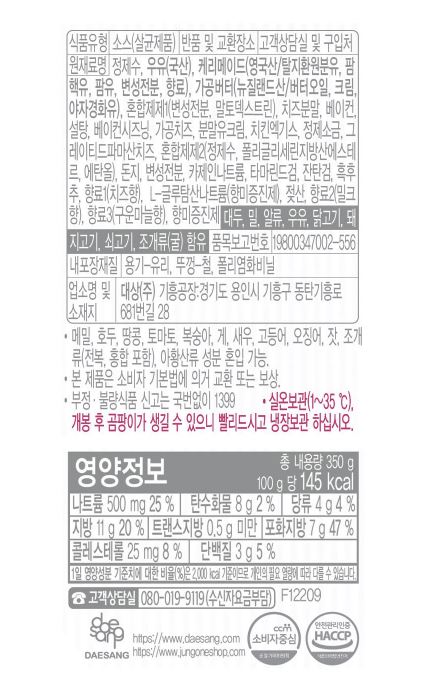 식품유형 소스(살균제품) 반품 및 교환장소 고객상담실 및 구입처
원재료명 정제수, 우유(국산), 케리메이드(영국산/탈지환원분유, 팜
핵유, 팜유, 변성전분, 향료), 가공버터(뉴질랜드산/버터오일, 크림,
야자경화유), 혼합제제1(변성전분, 말토덱스트린), 치즈분말, 베이컨,
설탕, 베이컨시즈닝, 가공치즈, 분말유크림, 치킨엑기스, 정제소금, 그
레이티드파마산치즈, 혼합제제2(정제수, 폴리글리세린지방산에스테
르, 에탄올), 돈지, 변성전분, 카제인나트륨, 타마린드검, 잔탄검, 흑후
추, 향료1(치즈향), L-글루탐산나트륨(향미증진제), 젖산, 향료2(밀크
향), 향료3(구운마늘향), 향미증진제 대두, 밀, 알류, 우유, 닭고기, 돼
지고기, 쇠고기, 조개류(굴) 함유 품목보고번호 19800347002-556
내포장재질 용기-유리, 뚜껑-철, 폴리염화비닐
업소명 및 소재지 대상(주) 기흥공장:경기도 용인시 기흥구 동탄기흥로
681번길 28
• 메밀, 호두, 땅콩, 토마토, 복숭아, 게, 새우, 고등어, 오징어, 잣, 조개
류(전복, 홍합 포함), 아황산류 성분 혼입 가능.
• 본 제품은 소비자 기본법에 의거 교환 또는 보상.
• 부정·불량식품 신고는 국번없이 1399 • 실온보관(1~35 ℃),
개봉 후 곰팡이가 생길 수 있으니 빨리드시고 냉장보관 하십시오.
영양정보 총 내용량 350 g
100 g 당 145 kcal
나트륨 500 mg 25 % 탄수화물 8 g 2 % 당류 4 g 4 %
지방 11 g 20 % 트랜스지방 0.5 g 미만 포화지방 7 g 47 %
콜레스테롤 25 mg 8 % 단백질 3 g 5 %
1일 영양성분 기준치에 대한 비율(%)은 2,000 kcal 기준이므로 개인의 필요 열량에 따라 다를 수 있습니다.
☎ 고객상담실 080-019-9119(수신자요금부담) F12209
DAESANG
https://www.daesang.com
https://www.jungoneshop.com
CCM
소비자중심
안전관리인증
HACCP